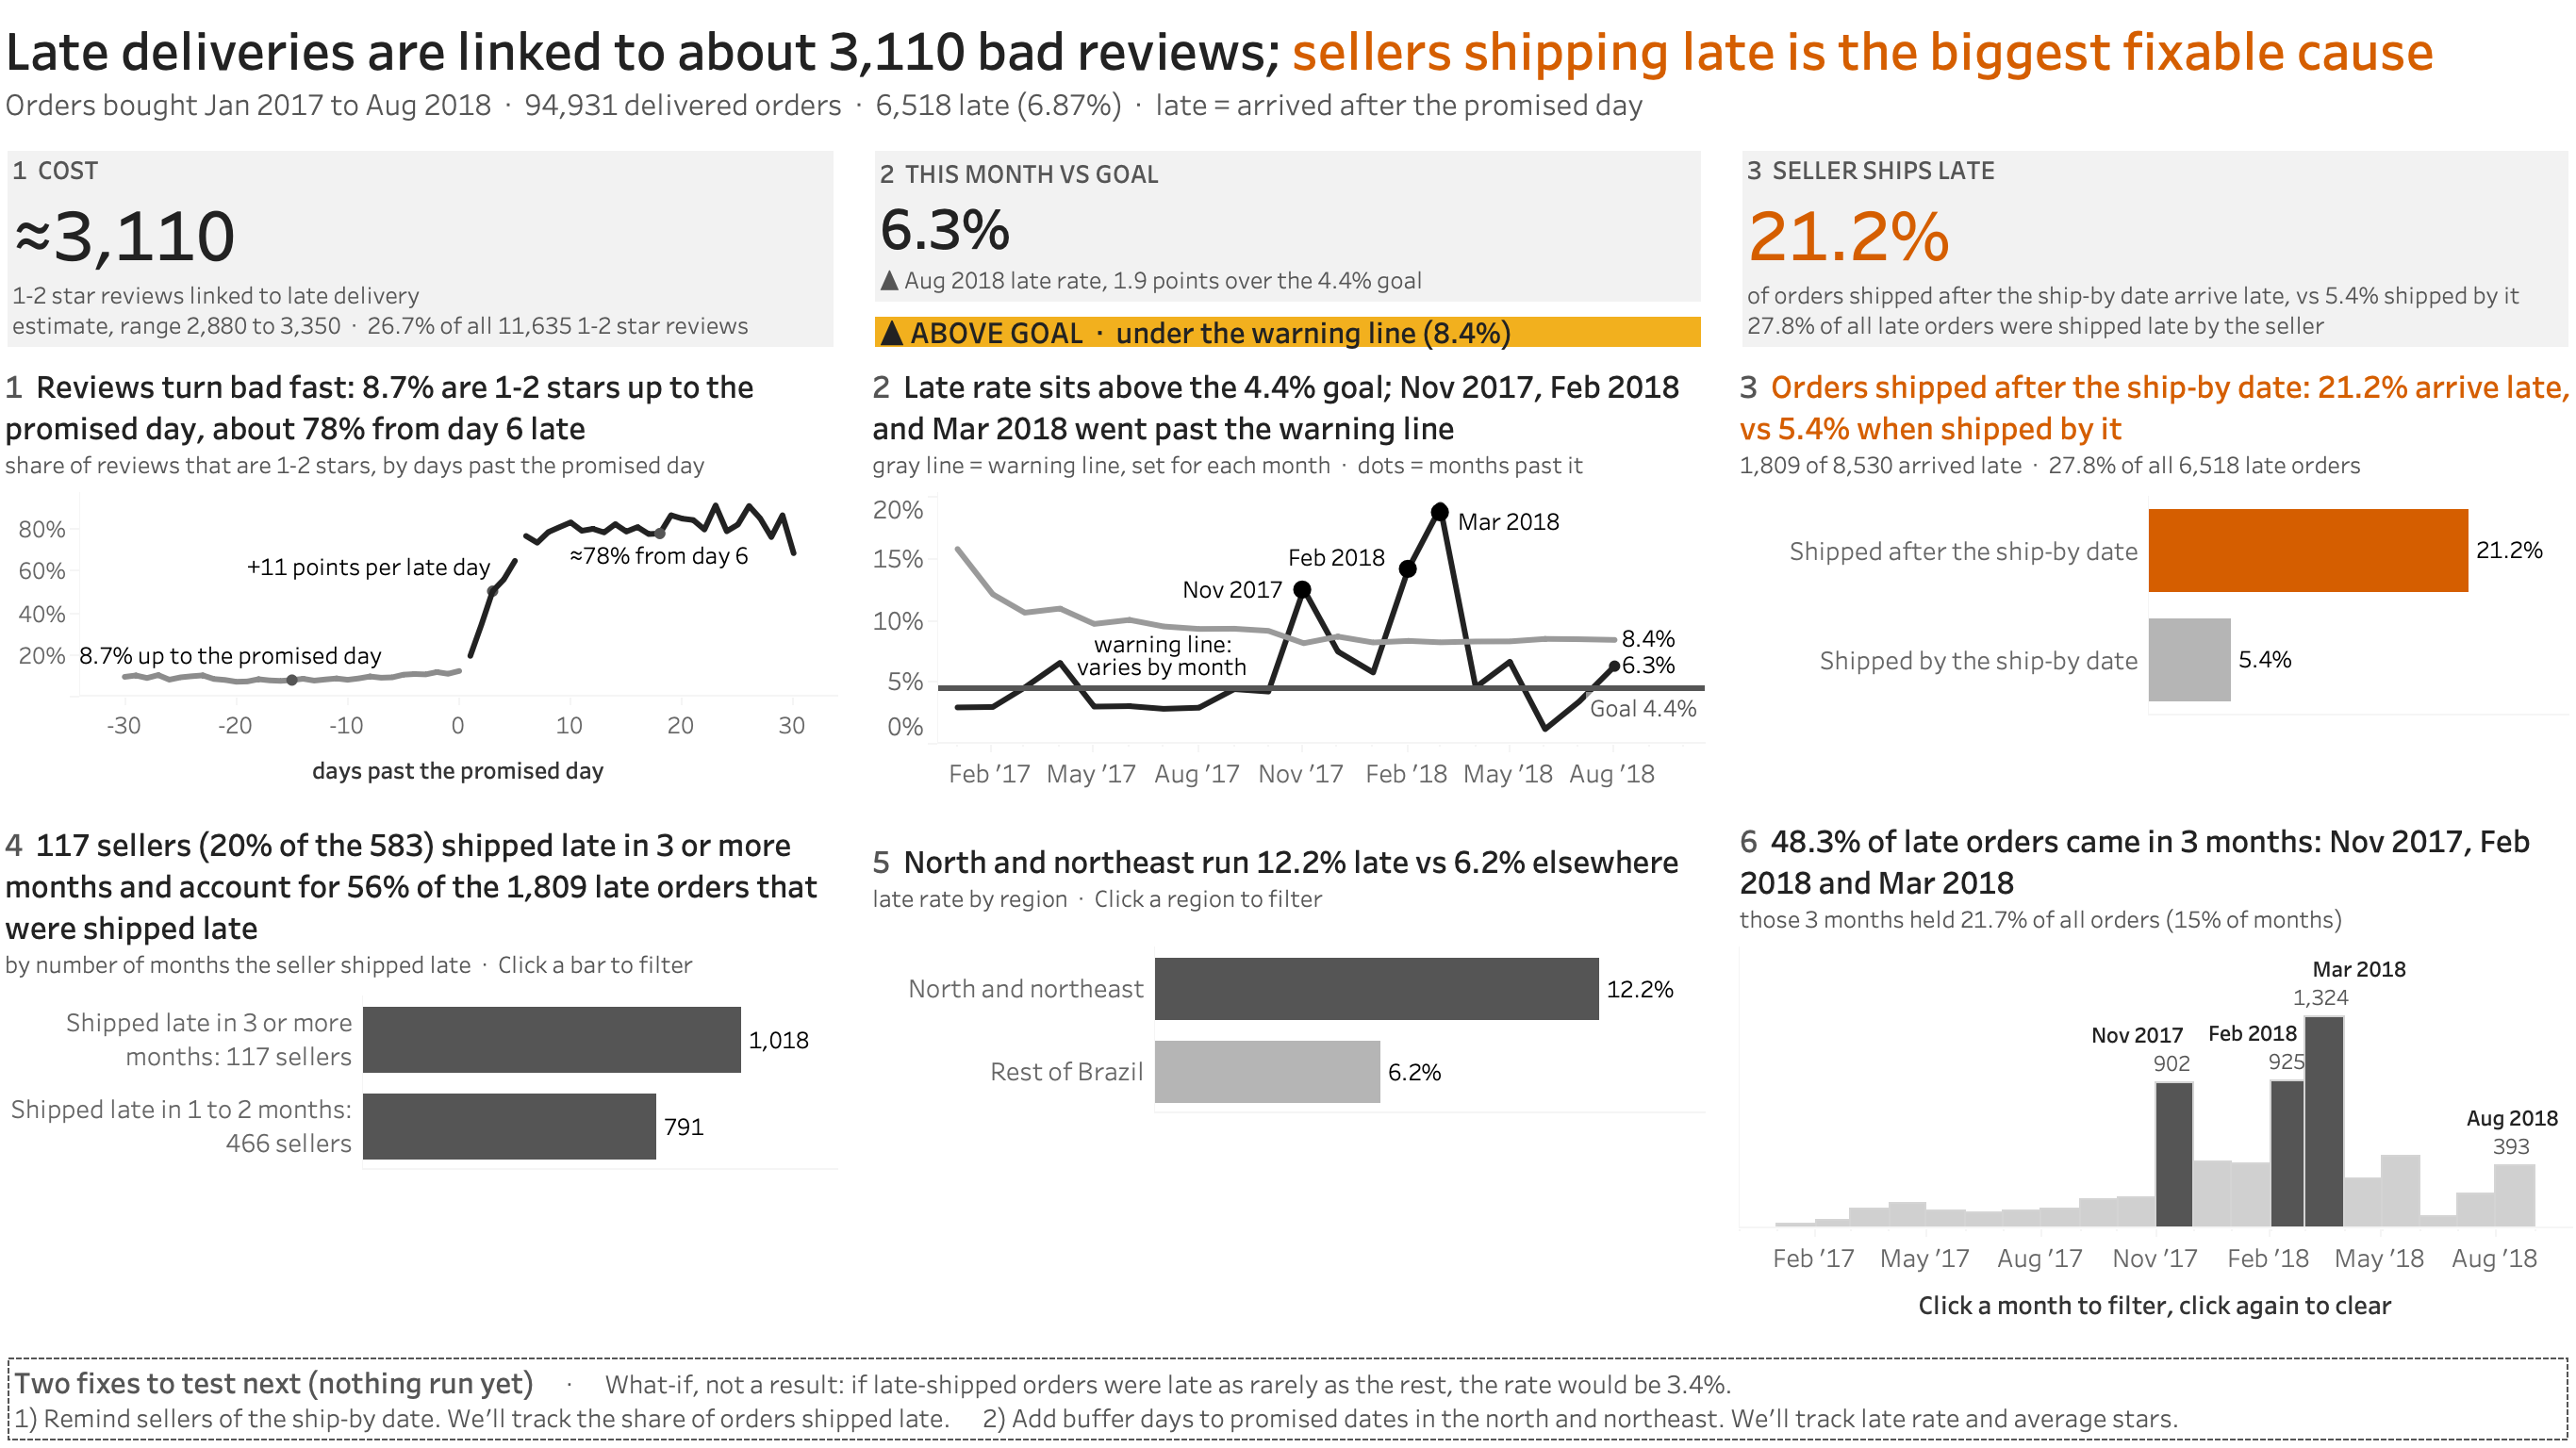 Late deliveries are linked to about 3,110 bad reviews; sellers shipping late is the biggest fixable cause
Orders bought Jan 2017 to Aug 2018 · 94,931 delivered orders · 6,518 late (6.87%) · late = arrived after the promised day
1 COST
≈3,110
1-2 star reviews linked to late delivery
estimate, range 2,880 to 3,350 · 26.7% of all 11,635 1-2 star reviews
2 THIS MONTH VS GOAL
6.3%
▲ Aug 2018 late rate, 1.9 points over the 4.4% goal
▲ ABOVE GOAL · under the warning line (8.4%)
3 SELLER SHIPS LATE
21.2%
of orders shipped after the ship-by date arrive late, vs 5.4% shipped by it
27.8% of all late orders were shipped late by the seller
1 Reviews turn bad fast: 8.7% are 1-2 stars up to the
promised day, about 78% from day 6 late
share of reviews that are 1-2 stars, by days past the promised day
80%
60%
40%
20%
+11 points per late day
≈78% from day 6
8.7% up to the promised day
-30
-20
-10
0
10
20
30
days past the promised day
2 Late rate sits above the 4.4% goal; Nov 2017, Feb 2018
and Mar 2018 went past the warning line
gray line = warning line, set for each month · dots = months past it
20%
15%
10%
5%
0%
Mar 2018
Feb 2018
Nov 2017
warning line:
varies by month
8.4%
6.3%
Goal 4.4%
Feb '17
May '17
Aug '17
Nov '17
Feb '18
May '18
Aug '18
3 Orders shipped after the ship-by date: 21.2% arrive late,
vs 5.4% when shipped by it
1,809 of 8,530 arrived late · 27.8% of all 6,518 late orders
Shipped after the ship-by date
21.2%
Shipped by the ship-by date
5.4%
4 117 sellers (20% of the 583) shipped late in 3 or more
months and account for 56% of the 1,809 late orders that
were shipped late
by number of months the seller shipped late · Click a bar to filter
Shipped late in 3 or more
months: 117 sellers
1,018
Shipped late in 1 to 2 months:
466 sellers
791
5 North and northeast run 12.2% late vs 6.2% elsewhere
late rate by region · Click a region to filter
North and northeast
12.2%
Rest of Brazil
6.2%
6 48.3% of late orders came in 3 months: Nov 2017, Feb
2018 and Mar 2018
those 3 months held 21.7% of all orders (15% of months)
Mar 2018
1,324
Nov 2017
902
Feb 2018
925
Aug 2018
393
Feb '17
May '17
Aug '17
Nov '17
Feb '18
May '18
Aug '18
Click a month to filter, click again to clear
Two fixes to test next (nothing run yet) · What-if, not a result: if late-shipped orders were late as rarely as the rest, the rate would be 3.4%.
1) Remind sellers of the ship-by date. We'll track the share of orders shipped late. 2) Add buffer days to promised dates in the north and northeast. We'll track late rate and average stars.